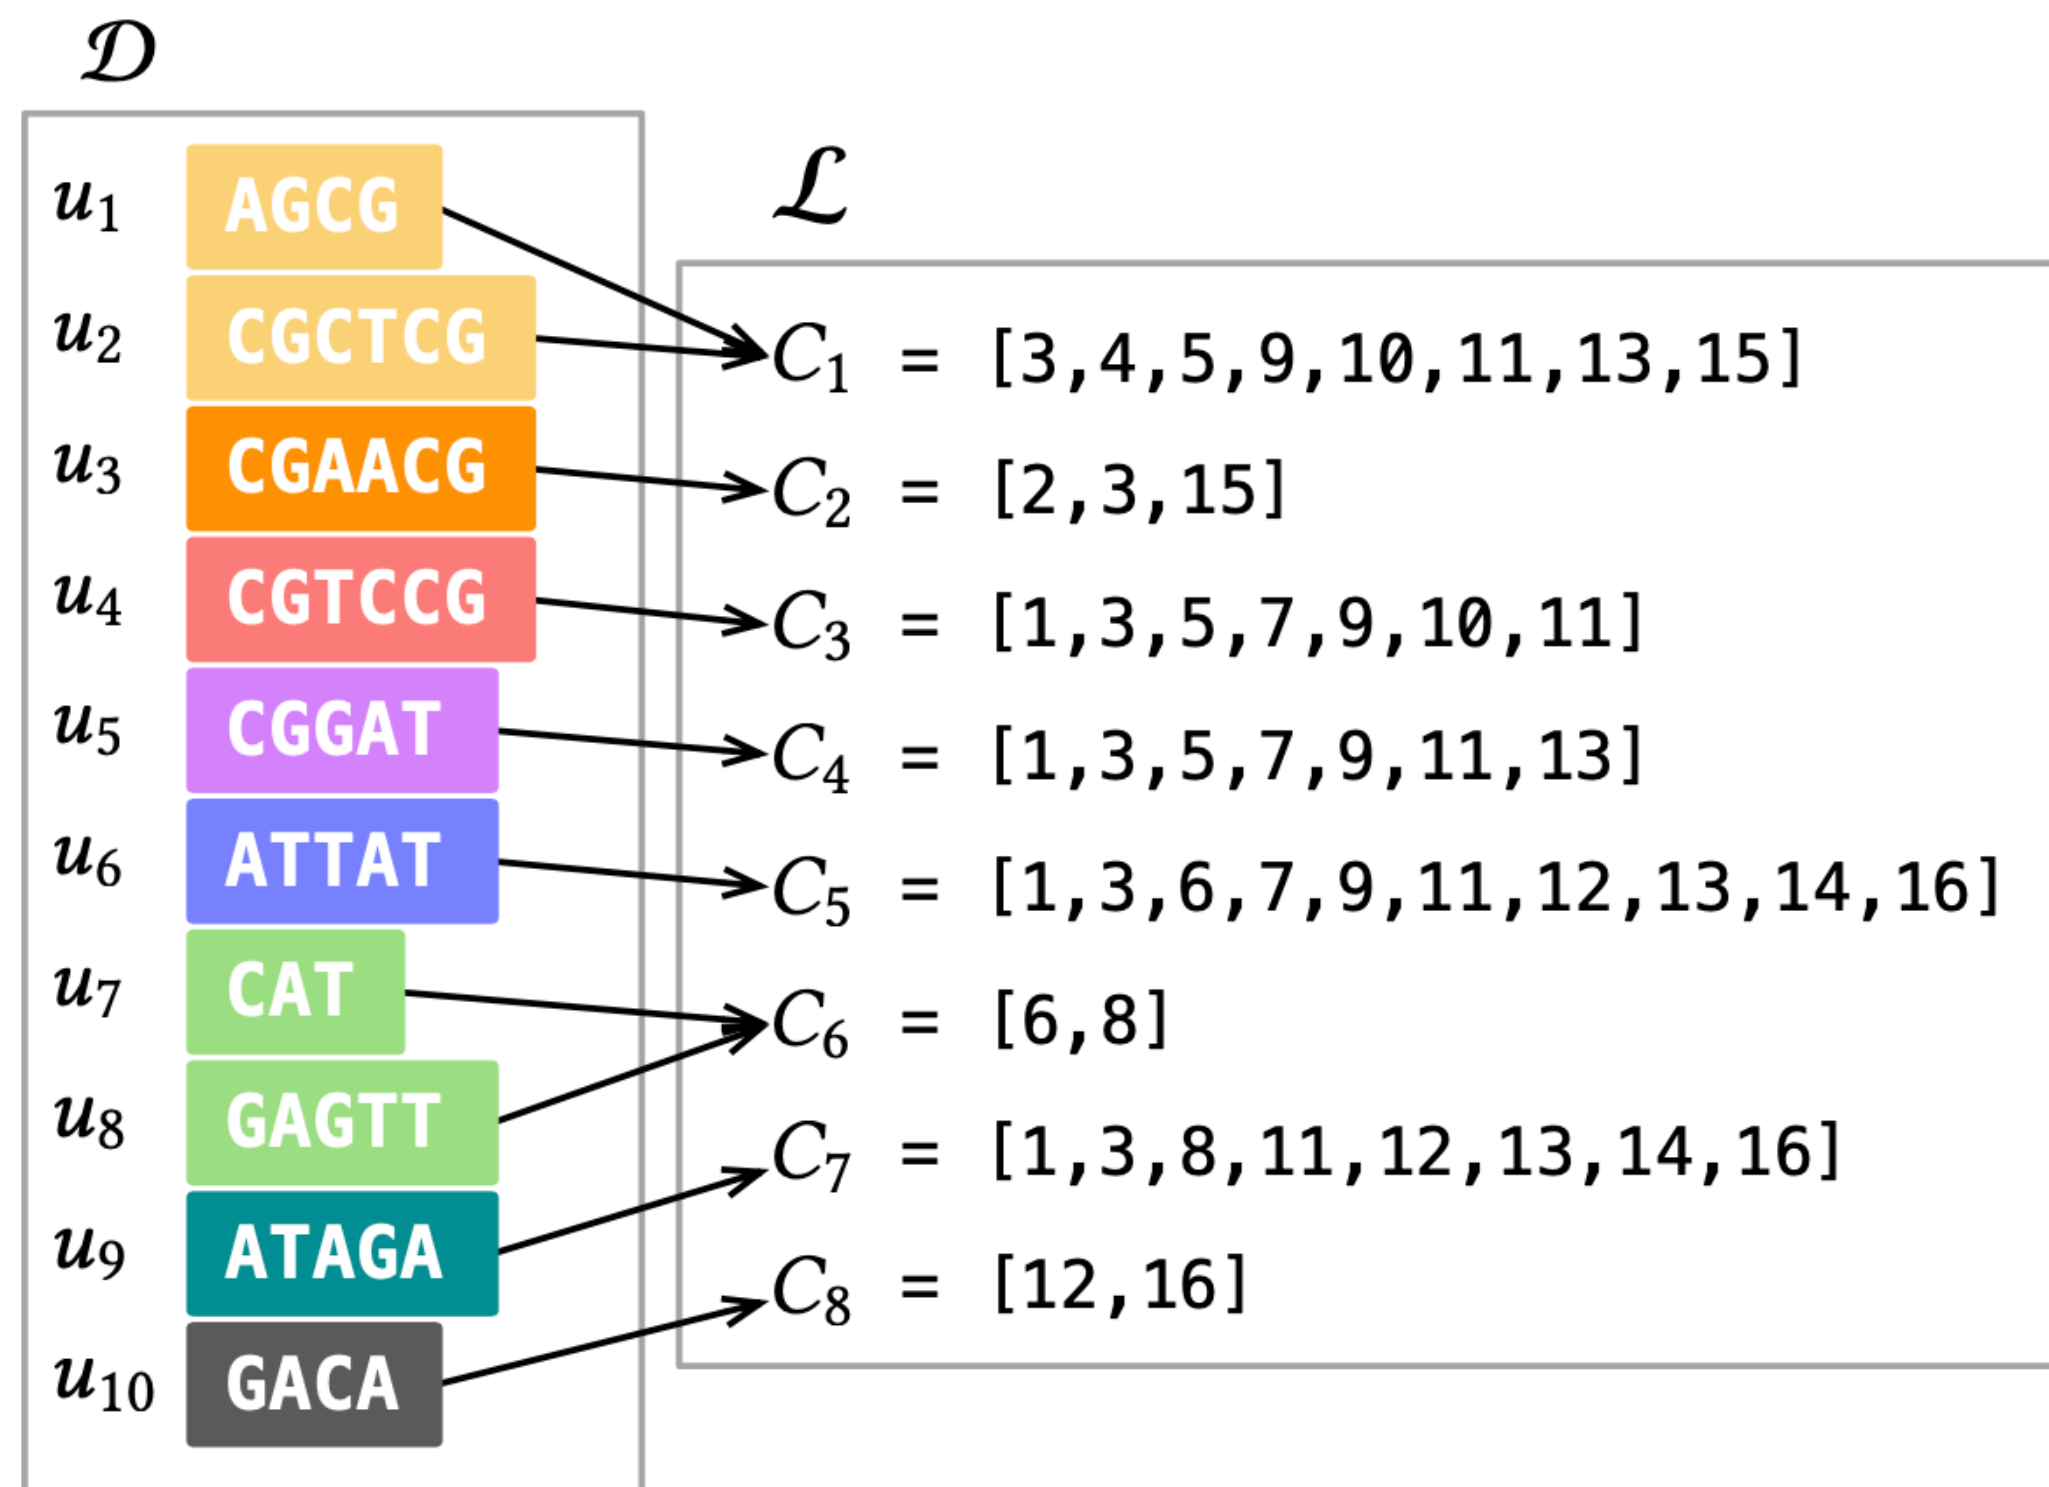 𝒟
u₁ AGCG
u₂ CGCTCG
u₃ CGAACG
u₄ CGTCCG
u₅ CGGAT
u₆ ATTAT
u₇ CAT
u₈ GAGTT
u₉ ATAGA
u₁₀ GACA
ℒ
C₁ = [3,4,5,9,10,11,13,15]
C₂ = [2,3,15]
C₃ = [1,3,5,7,9,10,11]
C₄ = [1,3,5,7,9,11,13]
C₅ = [1,3,6,7,9,11,12,13,14,16]
C₆ = [6,8]
C₇ = [1,3,8,11,12,13,14,16]
C₈ = [12,16]